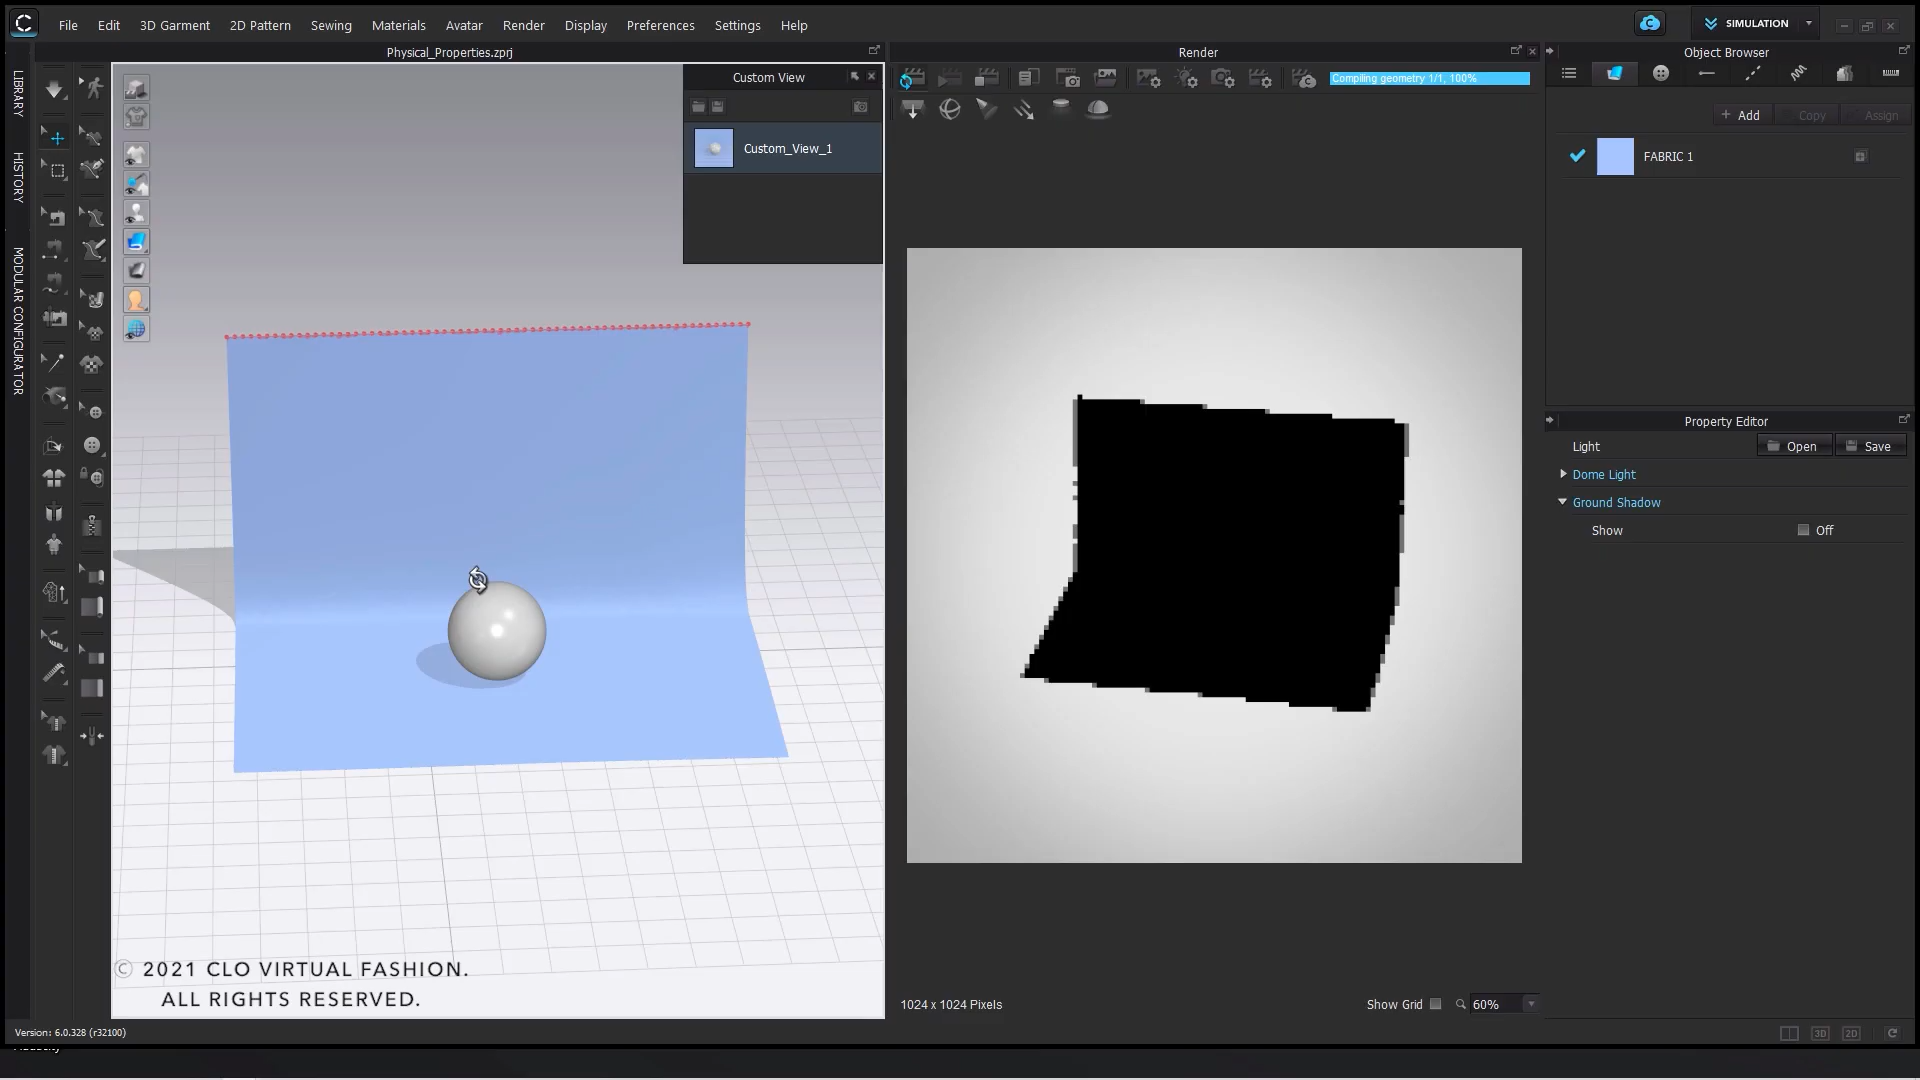 File Edit 3D Garment 2D Pattern Sewing Materials Avatar Render Display Preferences Settings Help
SIMULATION
Physical_Properties.zprj
Render
Object Browser
LIBRARY
HISTORY
MODULAR CONFIGURATOR
Custom View
Custom_View_1
Compiling geometry 1/1, 100%
+ Add
Copy
Assign
FABRIC 1
Property Editor
Light
Open
Save
Dome Light
Ground Shadow
Show
Off
© 2021 CLO VIRTUAL FASHION.
ALL RIGHTS RESERVED.
1024 x 1024 Pixels
Show Grid
60%
Version: 6.0.328 (r32100)
3D
2D